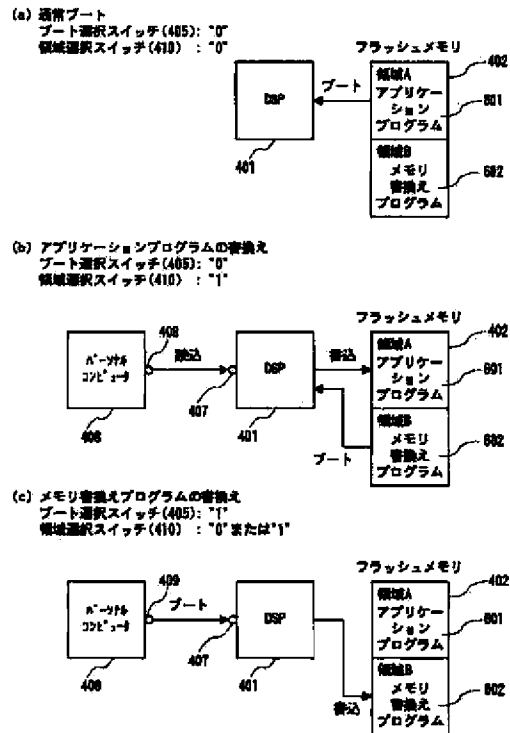 (a) 通常ブート
ブート選択スイッチ(405): "0"
領域選択スイッチ(410) : "0"
フラッシュメモリ
402
DSP
ブート
領域A
アプリケー
ション
プログラム
601
401
領域B
メモリ
書換え
プログラム
602
(b) アプリケーションプログラムの書換え
ブート選択スイッチ(405): "0"
領域選択スイッチ(410) : "1"
フラッシュメモリ
402
パーソナル
コンピュータ
408
読込
407
DSP
書込
領域A
アプリケー
ション
プログラム
601
401
ブート
領域B
メモリ
書換え
プログラム
602
(c) メモリ書換えプログラムの書換え
ブート選択スイッチ(405): "1"
領域選択スイッチ(410) : "0"または"1"
フラッシュメモリ
402
パーソナル
コンピュータ
409
ブート
407
DSP
領域A
アプリケー
ション
プログラム
601
401
書込
領域B
メモリ
書換え
プログラム
602